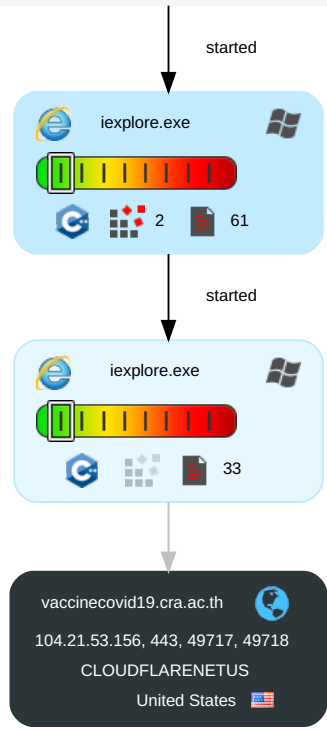 started
iexplore.exe
2
61
started
iexplore.exe
33
vaccinecovid19.cra.ac.th
104.21.53.156, 443, 49717, 49718
CLOUDFLARENETUS
United States